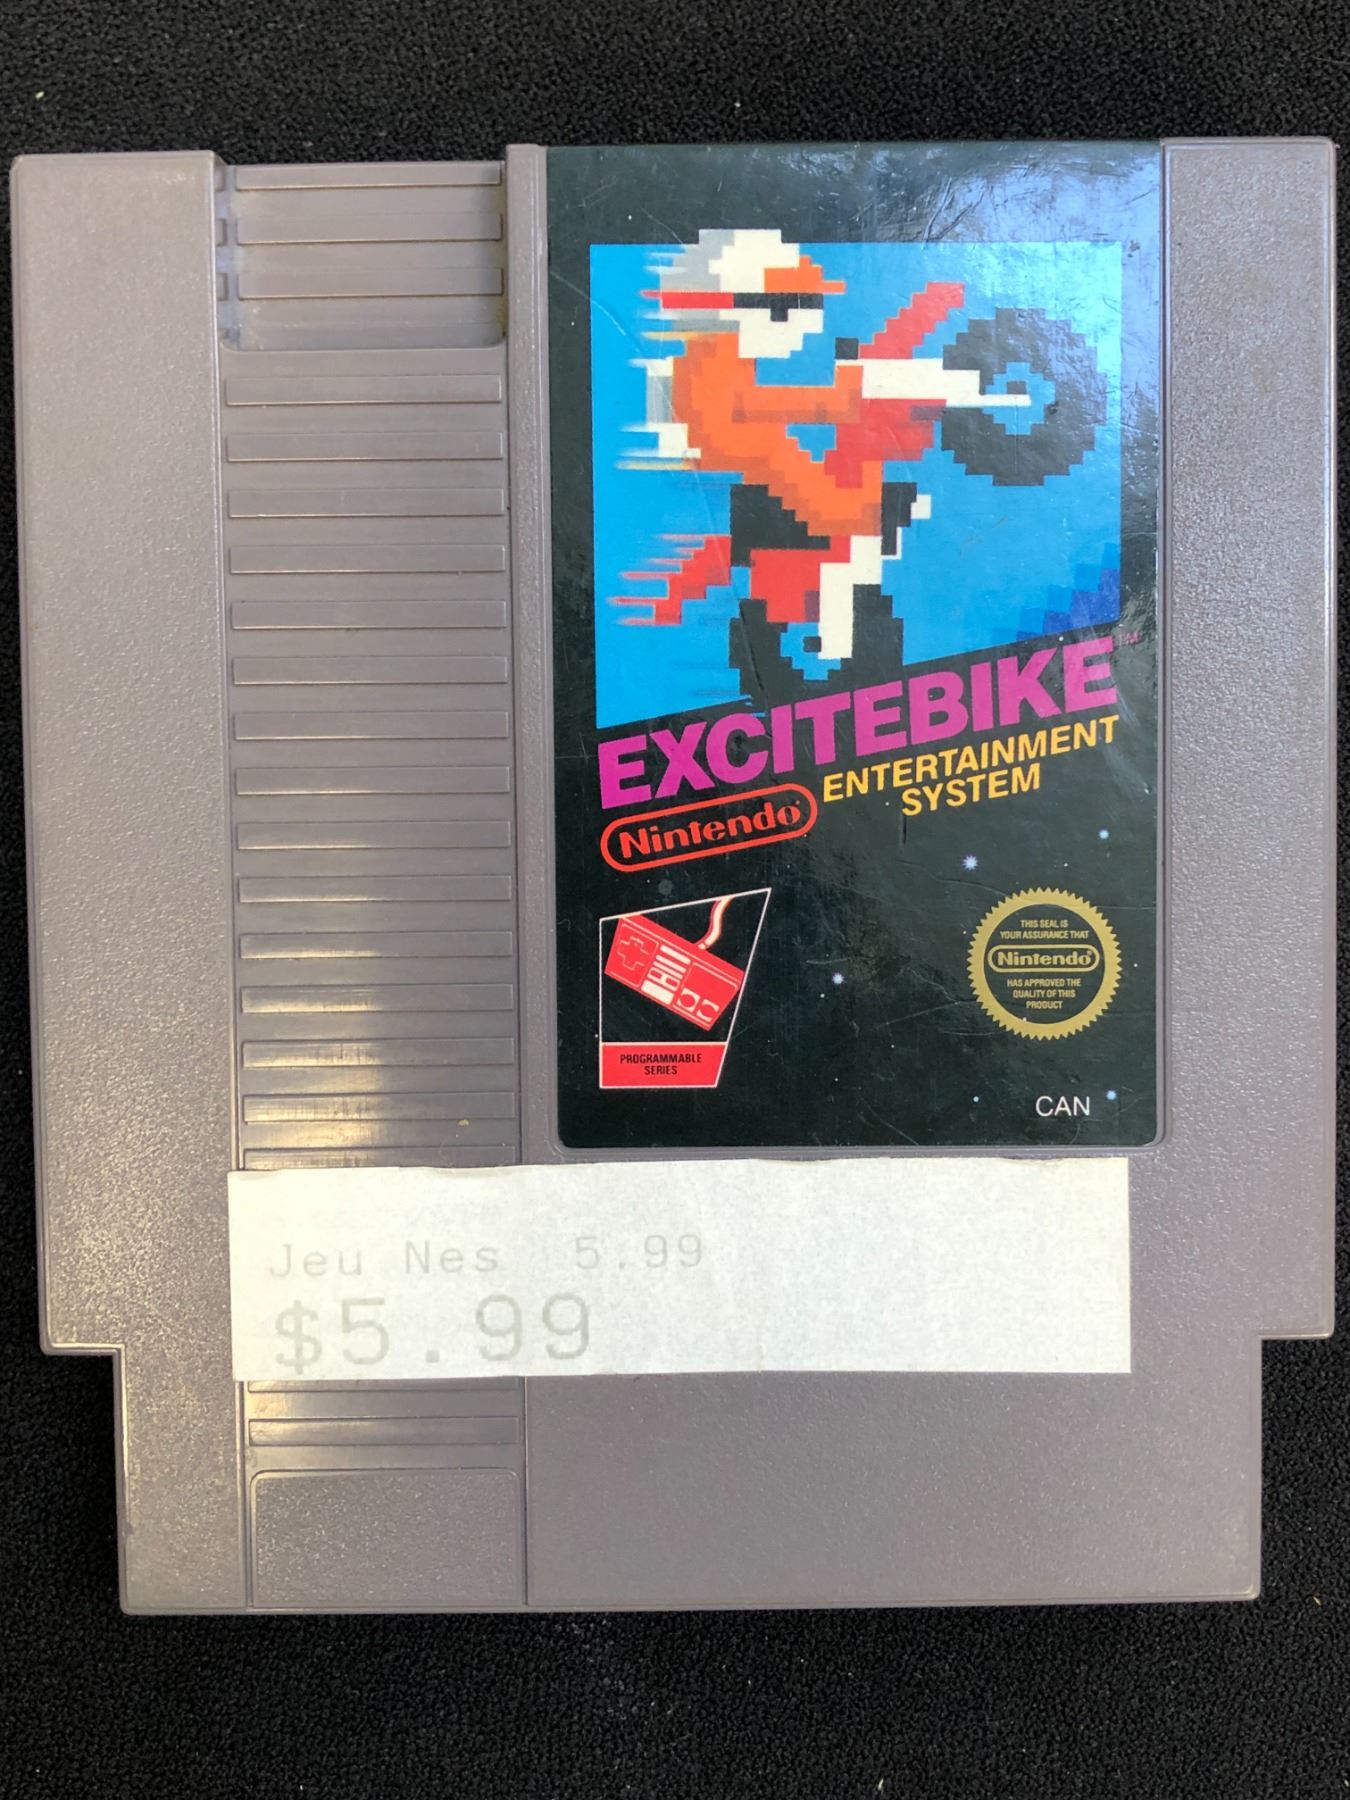 EXCITEBIKE™
Nintendo®
ENTERTAINMENT
SYSTEM
PROGRAMMABLE
SERIES
THIS SEAL IS
YOUR ASSURANCE THAT
Nintendo®
HAS APPROVED THE
QUALITY OF THIS
PRODUCT
CAN
Jeu Nes 5.99
$5.99